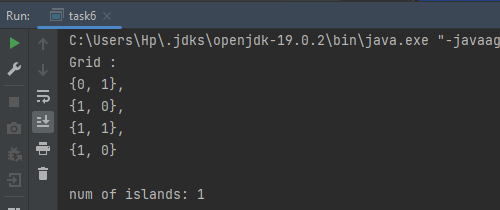 Run: task6
C:\Users\Hp\.jdks\openjdk-19.0.2\bin\java.exe "-javaag
Grid :
{0, 1},
{1, 0},
{1, 1},
{1, 0}
num of islands: 1